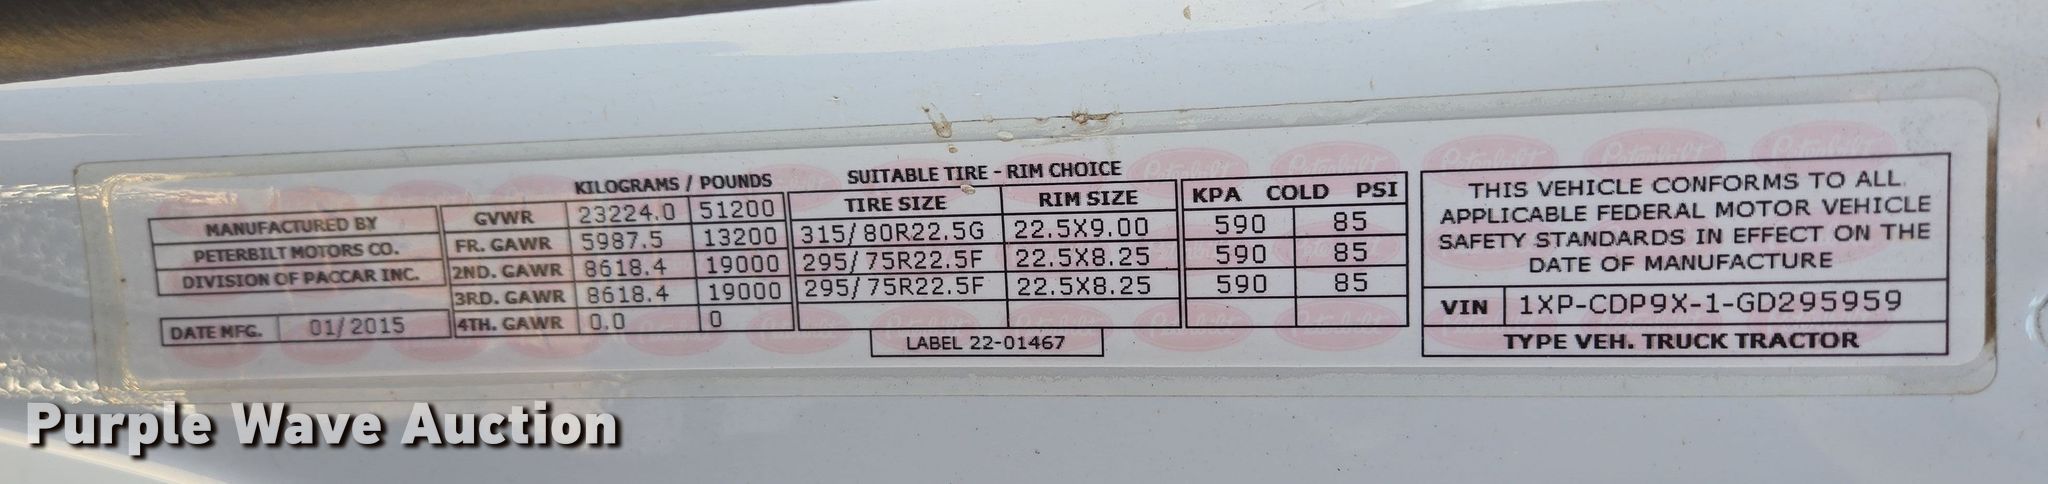 MANUFACTURED BY
PETERBILT MOTORS CO.
DIVISION OF PACCAR INC.
DATE MFG. 01/2015
KILOGRAMS / POUNDS
GVWR 23224.0 51200
FR. GAWR 5987.5 13200
2ND. GAWR 8618.4 19000
3RD. GAWR 8618.4 19000
4TH. GAWR 0.0 0
SUITABLE TIRE - RIM CHOICE
TIRE SIZE RIM SIZE
315/80R22.5G 22.5X9.00
295/75R22.5F 22.5X8.25
295/75R22.5F 22.5X8.25
KPA COLD PSI
590 85
590 85
590 85
LABEL 22-01467
THIS VEHICLE CONFORMS TO ALL
APPLICABLE FEDERAL MOTOR VEHICLE
SAFETY STANDARDS IN EFFECT ON THE
DATE OF MANUFACTURE
VIN 1XP-CDP9X-1-GD295959
TYPE VEH. TRUCK TRACTOR
Purple Wave Auction